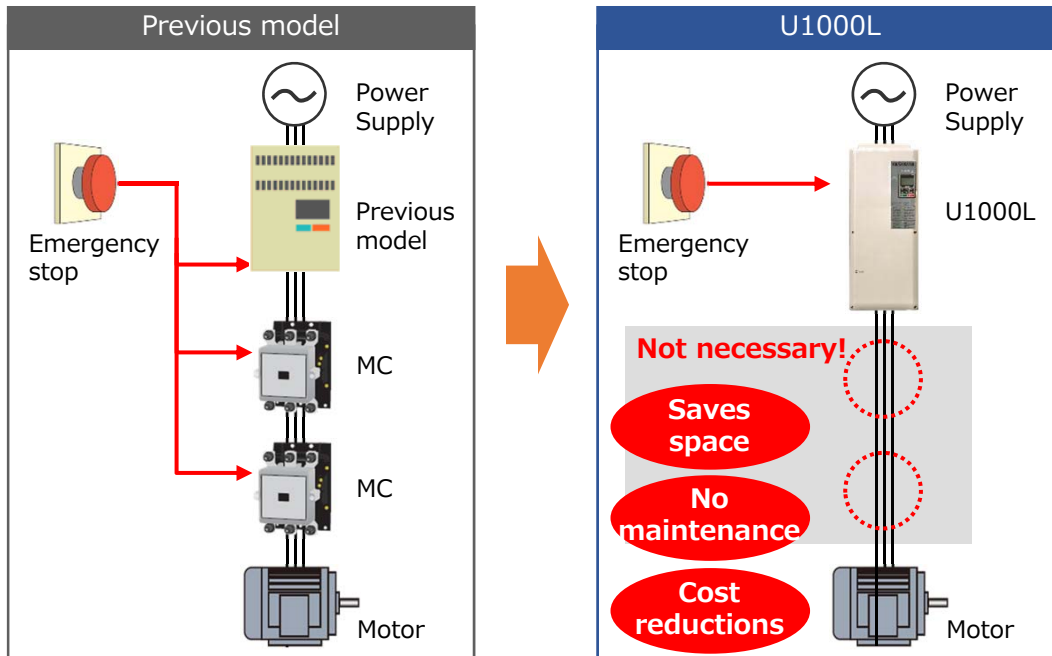 Previous model
Power
Supply
Emergency
stop
Previous
model
MC
MC
Motor
U1000L
Power
Supply
Emergency
stop
U1000L
Not necessary!
Saves
space
No
maintenance
Cost
reductions
Motor